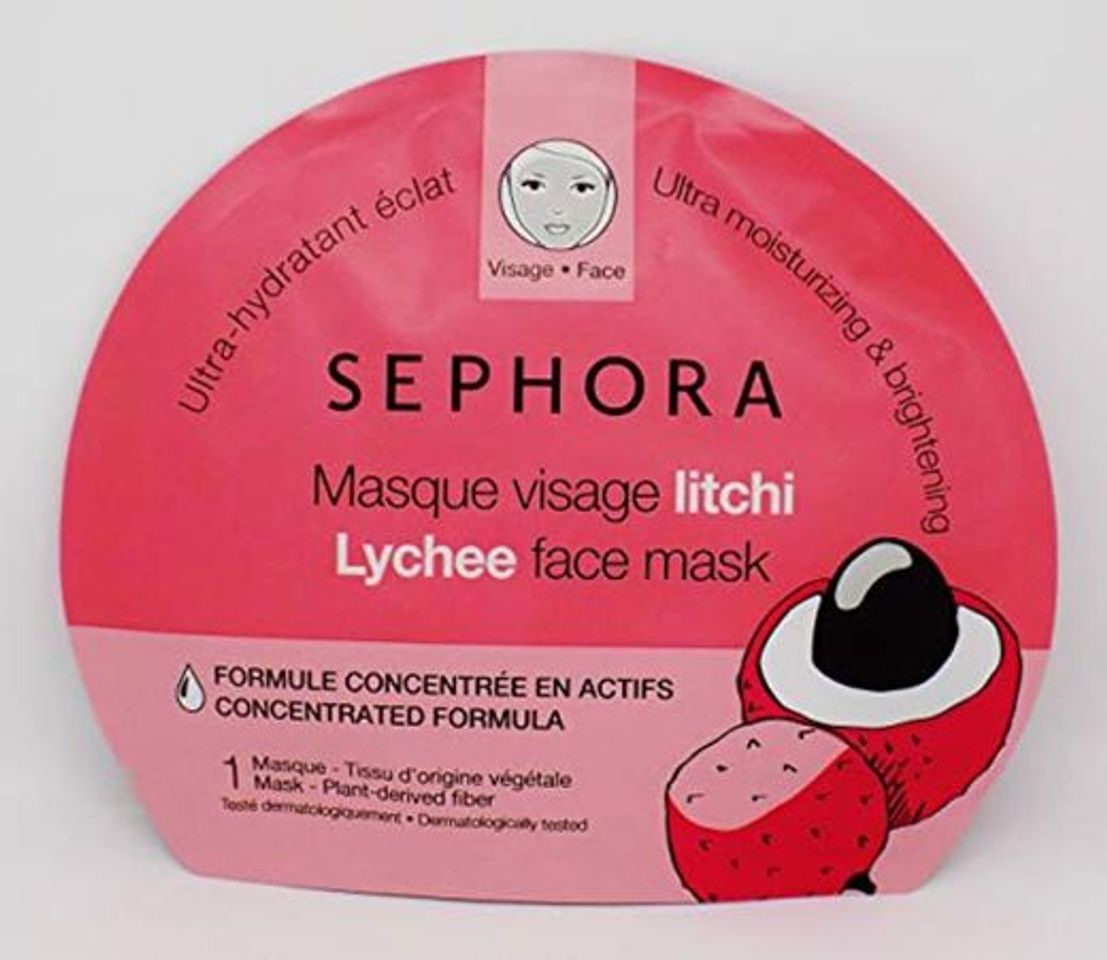 Ultra-hydratant éclat
Visage • Face
Ultra moisturizing & brightening
SEPHORA
Masque visage litchi
Lychee face mask
FORMULE CONCENTRÉE EN ACTIFS
CONCENTRATED FORMULA
1 Masque - Tissu d'origine végétale
Mask - Plant-derived fiber
Testé dermatologiquement • Dermatologically tested